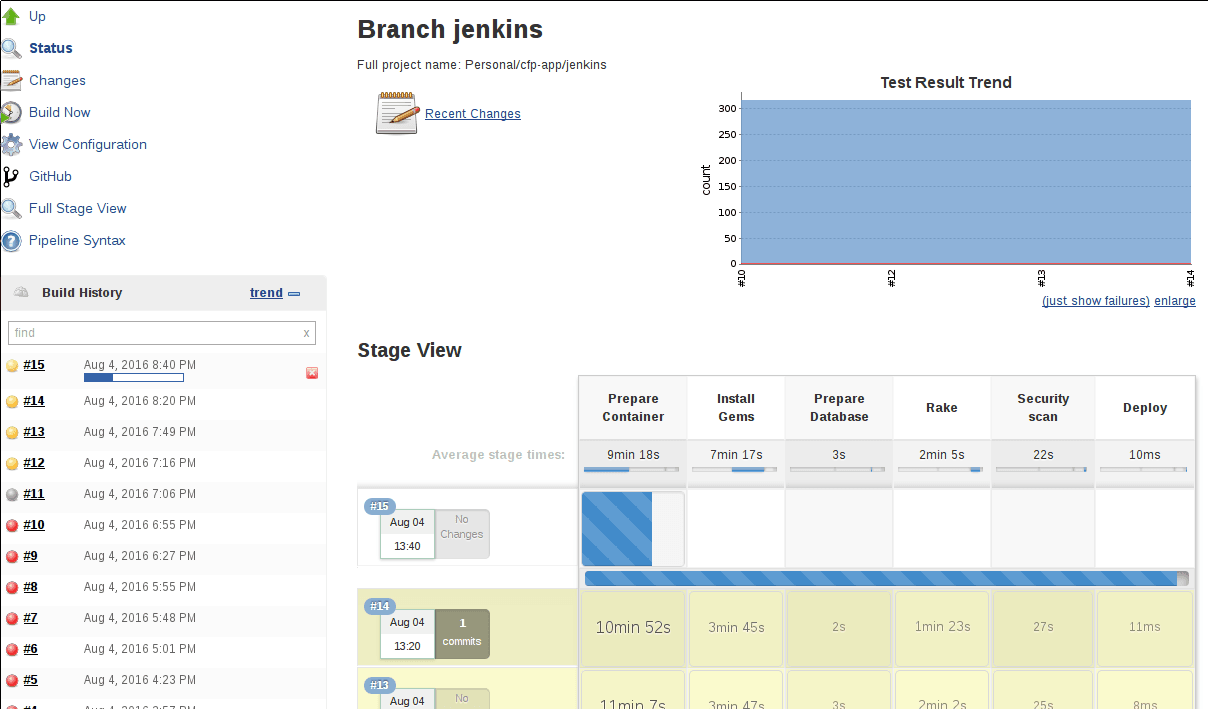 Up
Status
Changes
Build Now
View Configuration
GitHub
Full Stage View
Pipeline Syntax
Build History
trend
find
x
#15 Aug 4, 2016 8:40 PM
#14 Aug 4, 2016 8:20 PM
#13 Aug 4, 2016 7:49 PM
#12 Aug 4, 2016 7:16 PM
#11 Aug 4, 2016 7:06 PM
#10 Aug 4, 2016 6:55 PM
#9 Aug 4, 2016 6:27 PM
#8 Aug 4, 2016 5:55 PM
#7 Aug 4, 2016 5:48 PM
#6 Aug 4, 2016 5:01 PM
#5 Aug 4, 2016 4:23 PM
Branch jenkins
Full project name: Personal/cfp-app/jenkins
Recent Changes
Test Result Trend
300
250
200
150
100
50
0
count
#10
#12
#13
#14
(just show failures) enlarge
Stage View
Prepare Container
Install Gems
Prepare Database
Rake
Security scan
Deploy
Average stage times:
9min 18s
7min 17s
3s
2min 5s
22s
10ms
#15
Aug 04
13:40
No
Changes
#14
Aug 04
13:20
1
commits
10min 52s
3min 45s
2s
1min 23s
27s
11ms
#13
Aug 04
No
11min 7s
3min 47s
3s
2min 2s
25s
8ms